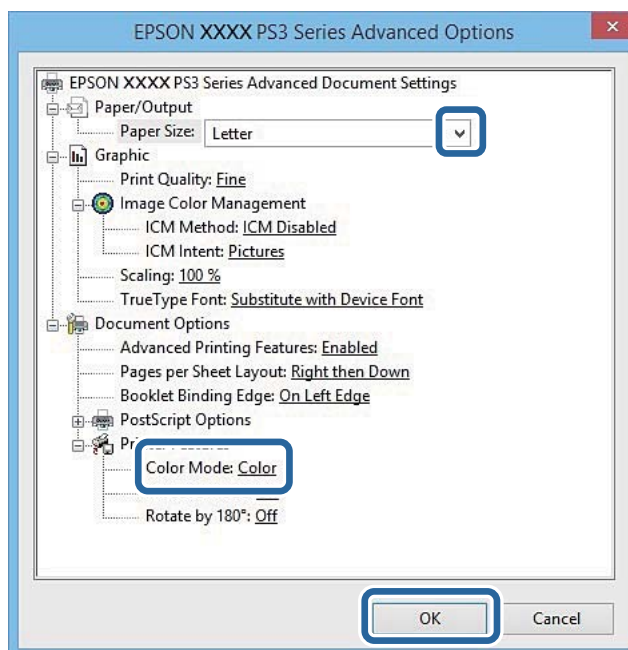 EPSON XXXX PS3 Series Advanced Options
EPSON XXXX PS3 Series Advanced Document Settings
Paper/Output
Paper Size: Letter
Graphic
Print Quality: Fine
Image Color Management
ICM Method: ICM Disabled
ICM Intent: Pictures
Scaling: 100 %
TrueType Font: Substitute with Device Font
Document Options
Advanced Printing Features: Enabled
Pages per Sheet Layout: Right then Down
Booklet Binding Edge: On Left Edge
PostScript Options
Color Mode: Color
Rotate by 180°: Off
OK Cancel